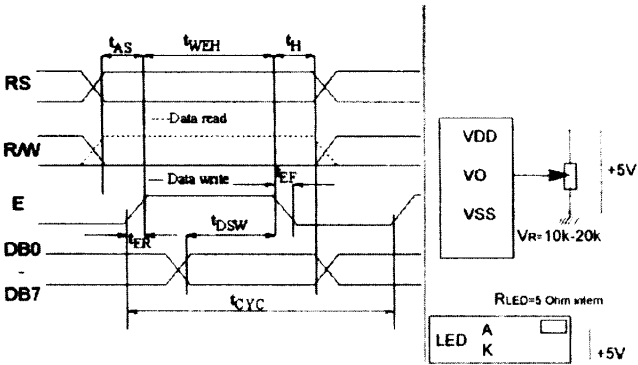 tAS tWEH tH
RS
Data read
R/W
Data write tEF
E
tER tDSW
DB0
-
DB7
tCYC
VDD
VO
VSS
+5V
VR=10k-20k
RLED=5 Ohm intern
LED A
K
+5V